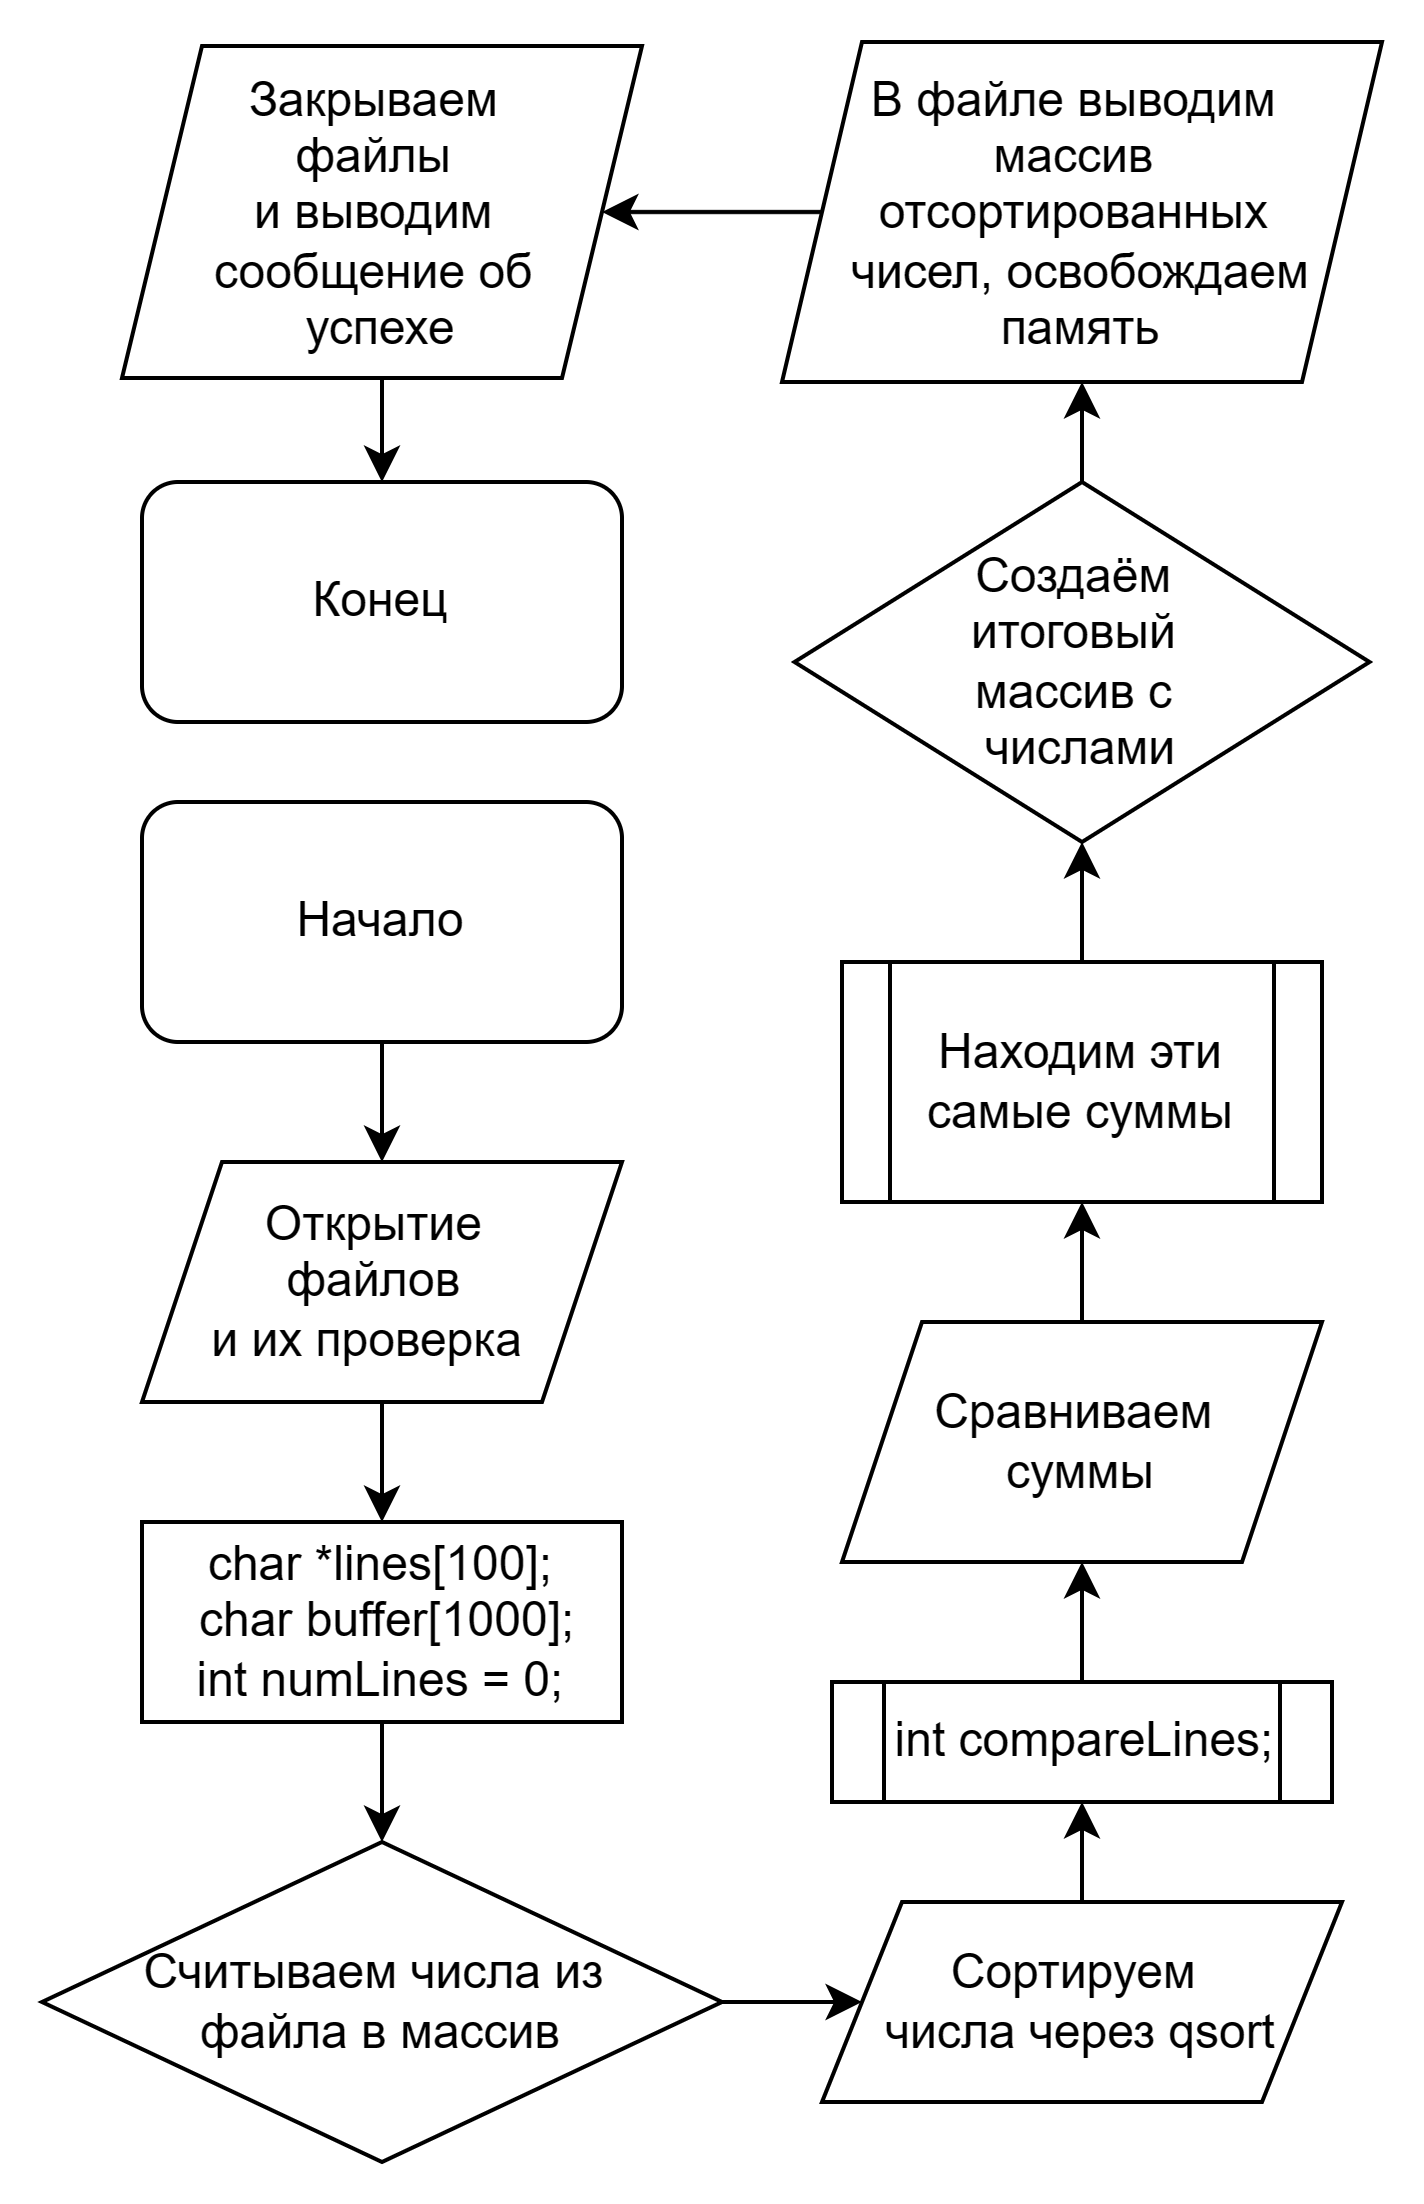 Закрываем
файлы
и выводим
сообщение об
успехе
В файле выводим
массив
отсортированных
чисел, освобождаем
память
Конец
Создаём
итоговый
массив с
числами
Начало
Находим эти
самые суммы
Открытие
файлов
и их проверка
Сравниваем
суммы
char *lines[100];
char buffer[1000];
int numLines = 0;
int compareLines;
Считываем числа из
файла в массив
Сортируем
числа через qsort